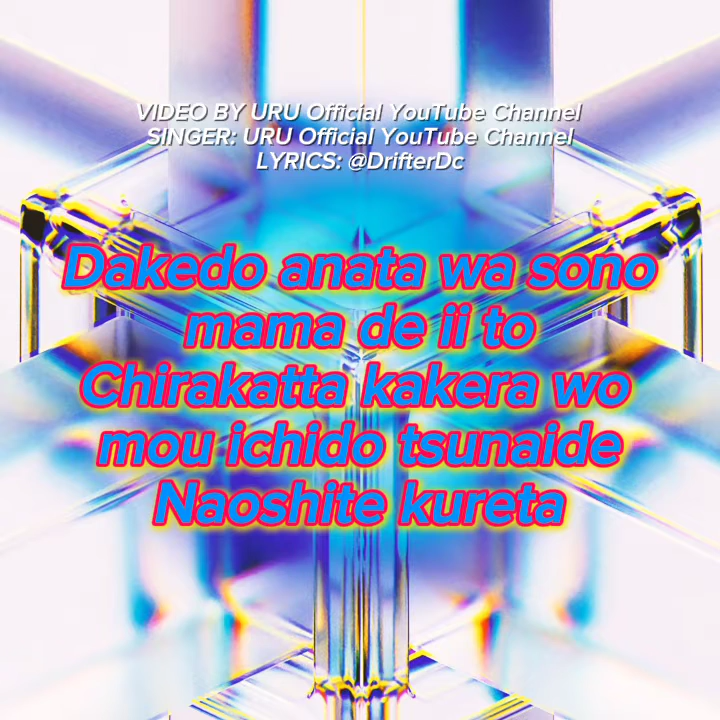 VIDEO BY URU Official YouTube Channel
SINGER: URU Official YouTube Channel
LYRICS: @DrifterDc
Dakedo anata wa sono
mama de ii to
Chirakatta kakera wo
mou ichido tsunaide
Naoshite kureta